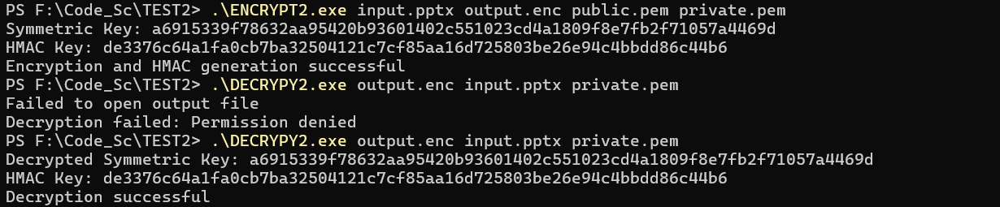 PS F:\Code_Sc\TEST2> .\ENCRYPT2.exe input.pptx output.enc public.pem private.pem
Symmetric Key: a6915339f78632aa95420b93601402c551023cd4a1809f8e7fb2f71057a4469d
HMAC Key: de3376c64a1fa0cb7ba32504121c7cf85aa16d725803be26e94c4bbdd86c44b6
Encryption and HMAC generation successful
PS F:\Code_Sc\TEST2> .\DECRYPY2.exe output.enc input.pptx private.pem
Failed to open output file
Decryption failed: Permission denied
PS F:\Code_Sc\TEST2> .\DECRYPY2.exe output.enc input.pptx private.pem
Decrypted Symmetric Key: a6915339f78632aa95420b93601402c551023cd4a1809f8e7fb2f71057a4469d
HMAC Key: de3376c64a1fa0cb7ba32504121c7cf85aa16d725803be26e94c4bbdd86c44b6
Decryption successful